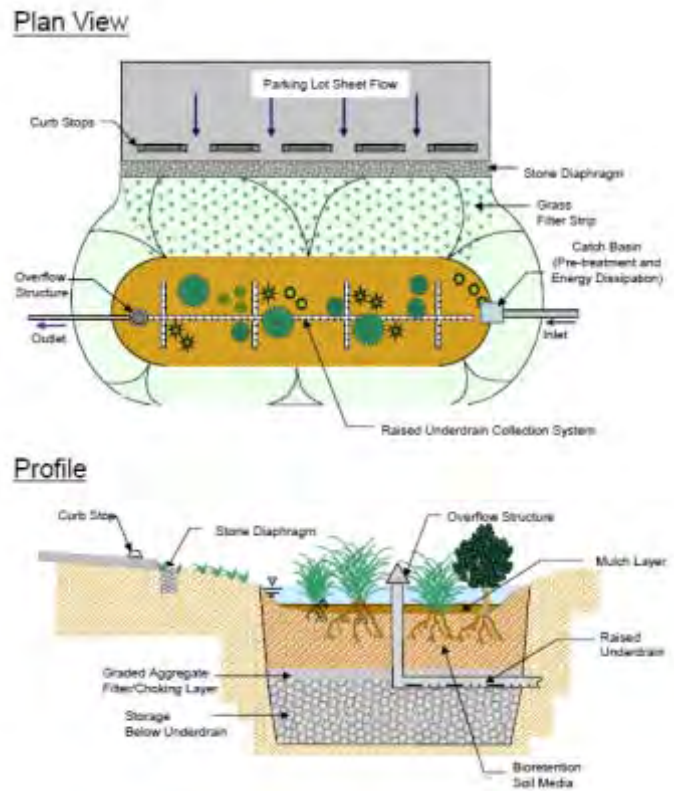 Plan View
Parking Lot Sheet Flow
Curb Stops
Stone Diaphragm
Grass
Filter Strip
Catch Basin
(Pre-treatment and
Energy Dissipation)
Overflow
Structure
Outlet
Inlet
Raised Underdrain Collection System
Profile
Curb Stop
Stone Diaphragm
Overflow Structure
Mulch Layer
Raised
Underdrain
Graded Aggregate
Filter/Choking Layer
Storage
Below Underdrain
Bioretention
Soil Media